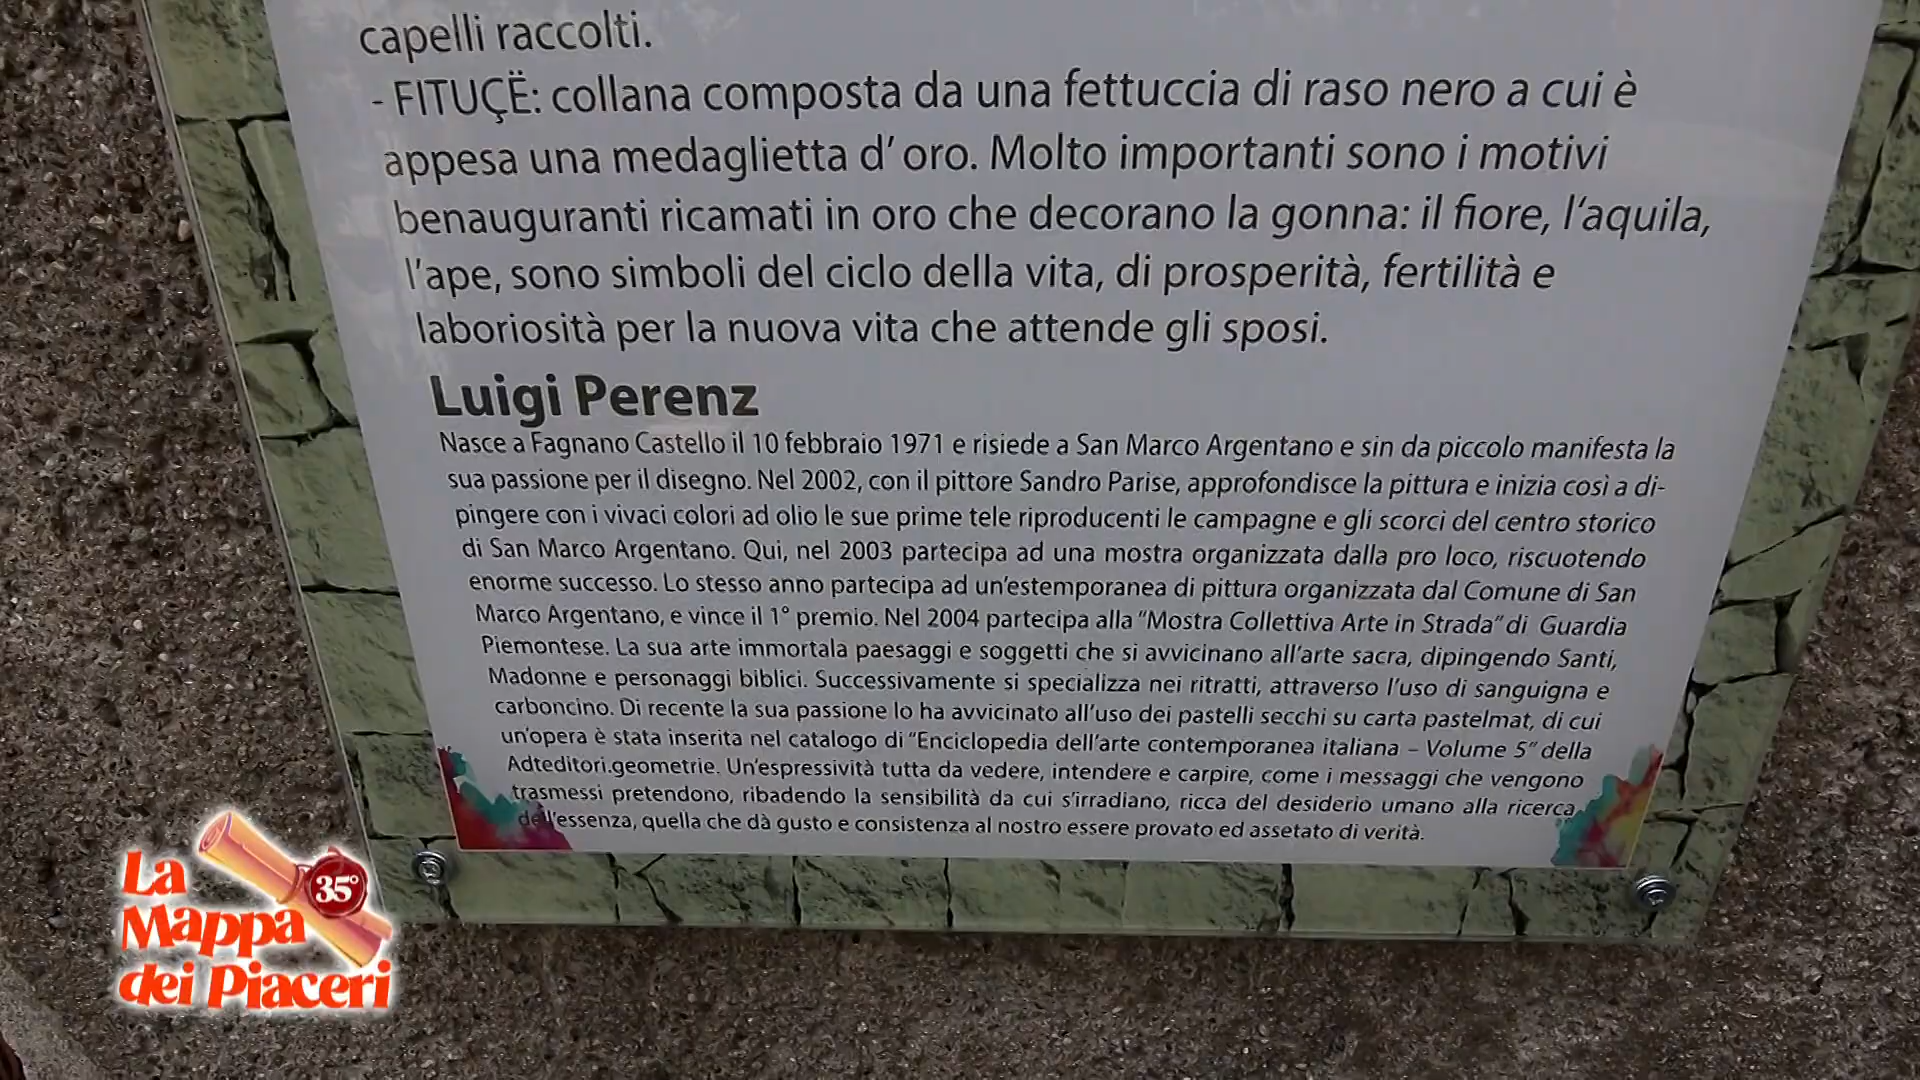 capelli raccolti.
- FITUÇË: collana composta da una fettuccia di raso nero a cui è
appesa una medaglietta d' oro. Molto importanti sono i motivi
benauguranti ricamati in oro che decorano la gonna: il fiore, l'aquila,
l'ape, sono simboli del ciclo della vita, di prosperità, fertilità e
laboriosità per la nuova vita che attende gli sposi.
Luigi Perenz
Nasce a Fagnano Castello il 10 febbraio 1971 e risiede a San Marco Argentano e sin da piccolo manifesta la
sua passione per il disegno. Nel 2002, con il pittore Sandro Parise, approfondisce la pittura e inizia così a di-
pingere con i vivaci colori ad olio le sue prime tele riproducenti le campagne e gli scorci del centro storico
di San Marco Argentano. Qui, nel 2003 partecipa ad una mostra organizzata dalla pro loco, riscuotendo
enorme successo. Lo stesso anno partecipa ad un'estemporanea di pittura organizzata dal Comune di San
Marco Argentano, e vince il 1° premio. Nel 2004 partecipa alla "Mostra Collettiva Arte in Strada" di Guardia
Piemontese. La sua arte immortala paesaggi e soggetti che si avvicinano all'arte sacra, dipingendo Santi,
Madonne e personaggi biblici. Successivamente si specializza nei ritratti, attraverso l'uso di sanguigna e
carboncino. Di recente la sua passione lo ha avvicinato all'uso dei pastelli secchi su carta pastelmat, di cui
un'opera è stata inserita nel catalogo di "Enciclopedia dell'arte contemporanea italiana – Volume 5" della
Adteditori.geometrie. Un'espressività tutta da vedere, intendere e carpire, come i messaggi che vengono
trasmessi pretendono, ribadendo la sensibilità da cui s'irradiano, ricca del desiderio umano alla ricerca
dell'essenza, quella che dà gusto e consistenza al nostro essere provato ed assetato di verità.
La
35°
Mappa
dei Piaceri